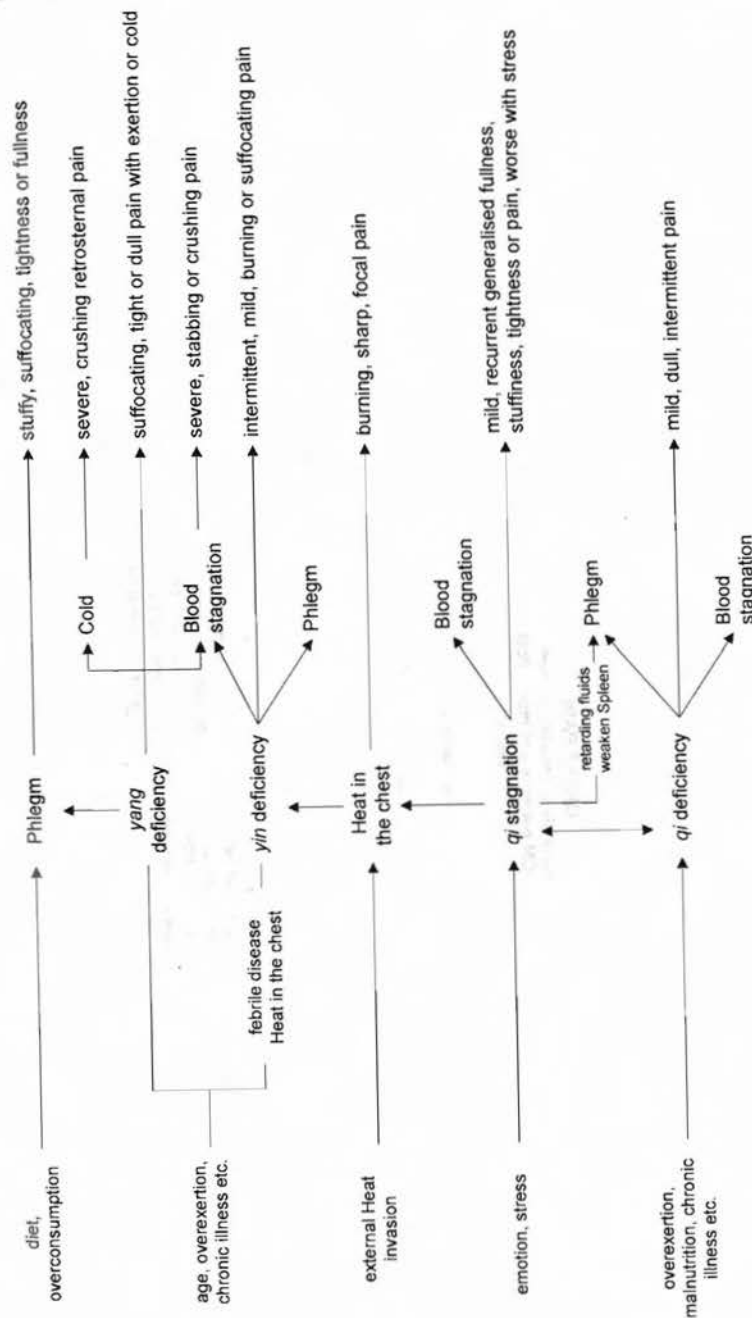 diet,
overconsumption
Phlegm
stuffy, suffocating, tightness or fullness
Cold
severe, crushing retrosternal pain
age, overexertion,
chronic illness etc.
yang
deficiency
suffocating, tight or dull pain with exertion or cold
Blood
stagnation
severe, stabbing or crushing pain
febrile disease
Heat in the chest
yin deficiency
intermittent, mild, burning or suffocating pain
Phlegm
external Heat
invasion
Heat in
the chest
burning, sharp, focal pain
Blood
stagnation
emotion, stress
qi stagnation
mild, recurrent generalised fullness,
stuffiness, tightness or pain, worse with stress
retarding fluids
weaken Spleen
Phlegm
overexertion,
malnutrition, chronic
illness etc.
qi deficiency
mild, dull, intermittent pain
Blood
stagnation